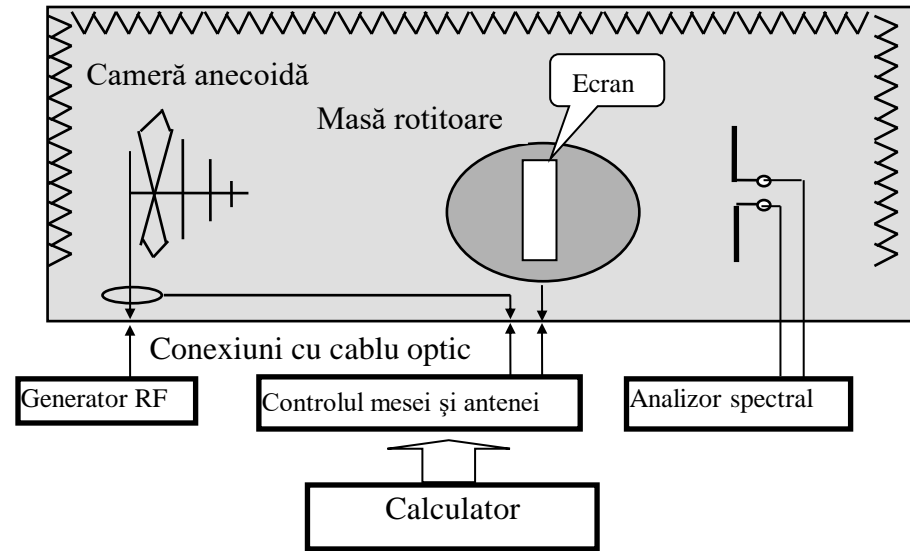 Cameră anecoidă
Ecran
Masă rotitoare
Conexiuni cu cablu optic
Generator RF
Controlul mesei şi antenei
Analizor spectral
Calculator